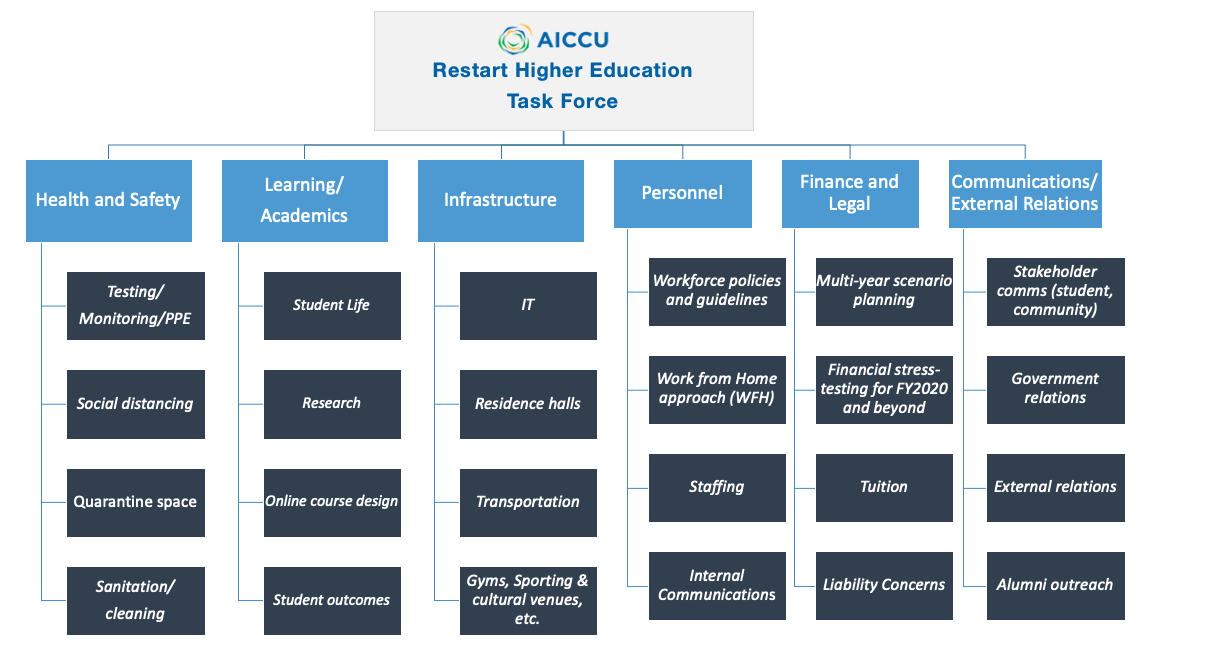 AICCU
Restart Higher Education
Task Force
Health and Safety
Testing/
Monitoring/PPE
Social distancing
Quarantine space
Sanitation/
cleaning
Learning/
Academics
Student Life
Research
Online course design
Student outcomes
Infrastructure
IT
Residence halls
Transportation
Gyms, Sporting &
cultural venues,
etc.
Personnel
Workforce policies
and guidelines
Work from Home
approach (WFH)
Staffing
Internal
Communications
Finance and
Legal
Multi-year scenario
planning
Financial stress-
testing for FY2020
and beyond
Tuition
Liability Concerns
Communications/
External Relations
Stakeholder
comms (student,
community)
Government
relations
External relations
Alumni outreach